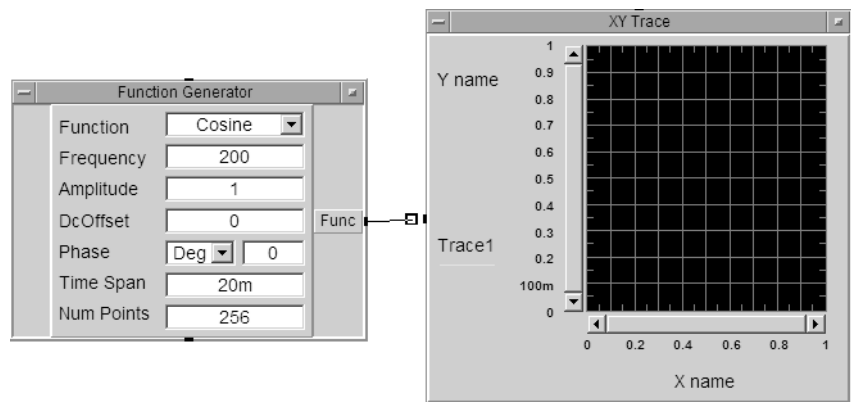 Function Generator
Function Cosine
Frequency 200
Amplitude 1
DcOffset 0
Phase Deg 0
Time Span 20m
Num Points 256
Func
XY Trace
Y name
Trace1
1
0.9
0.8
0.7
0.6
0.5
0.4
0.3
0.2
100m
0
0 0.2 0.4 0.6 0.8 1
X name